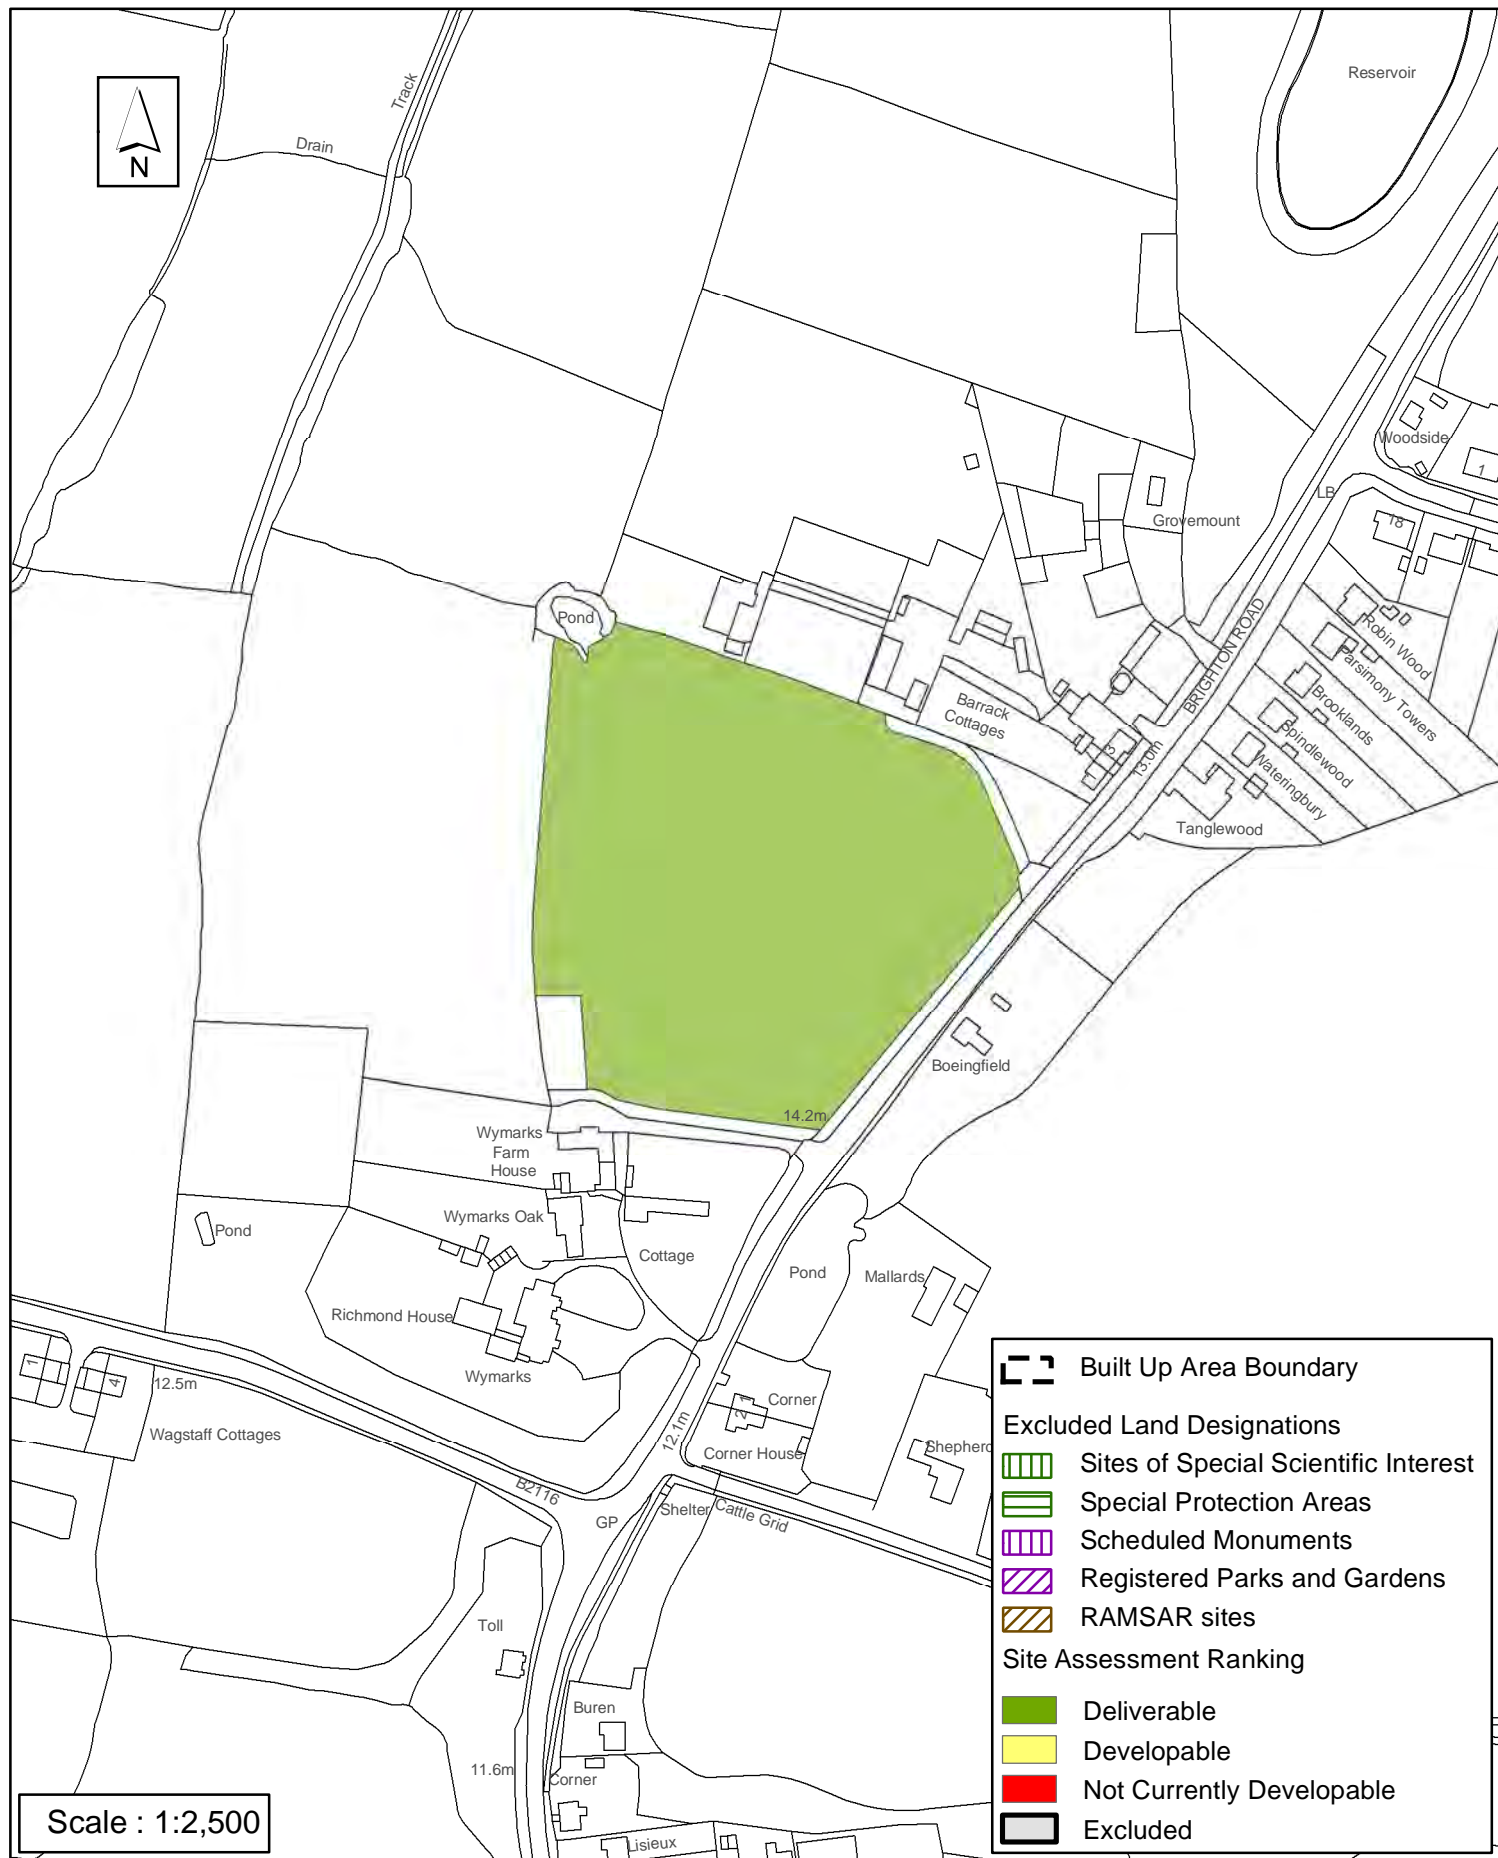 Reservoir
Track
Drain
N
Woodside
1
LB
18
Grovemount
Pond
BRIGHTON ROAD
Robin Wood
Parsimony Towers
Brooklands
Spindlewood
Wateringbury
Barrack
Cottages
3
1
13.0m
Tanglewood
Boeingfield
14.2m
Wymarks
Farm
House
Wymarks Oak
Pond
Cottage
Pond
Mallards
Richmond House
Wymarks
1
4
12.5m
Wagstaff Cottages
12.1m
2
1
Corner
Corner House
Shepherd
B2116
GP
Shelter
Cattle Grid
Toll
Buren
11.6m
Corner
Lisieux
Scale : 1:2,500
Built Up Area Boundary
Excluded Land Designations
Sites of Special Scientific Interest
Special Protection Areas
Scheduled Monuments
Registered Parks and Gardens
RAMSAR sites
Site Assessment Ranking
Deliverable
Developable
Not Currently Developable
Excluded